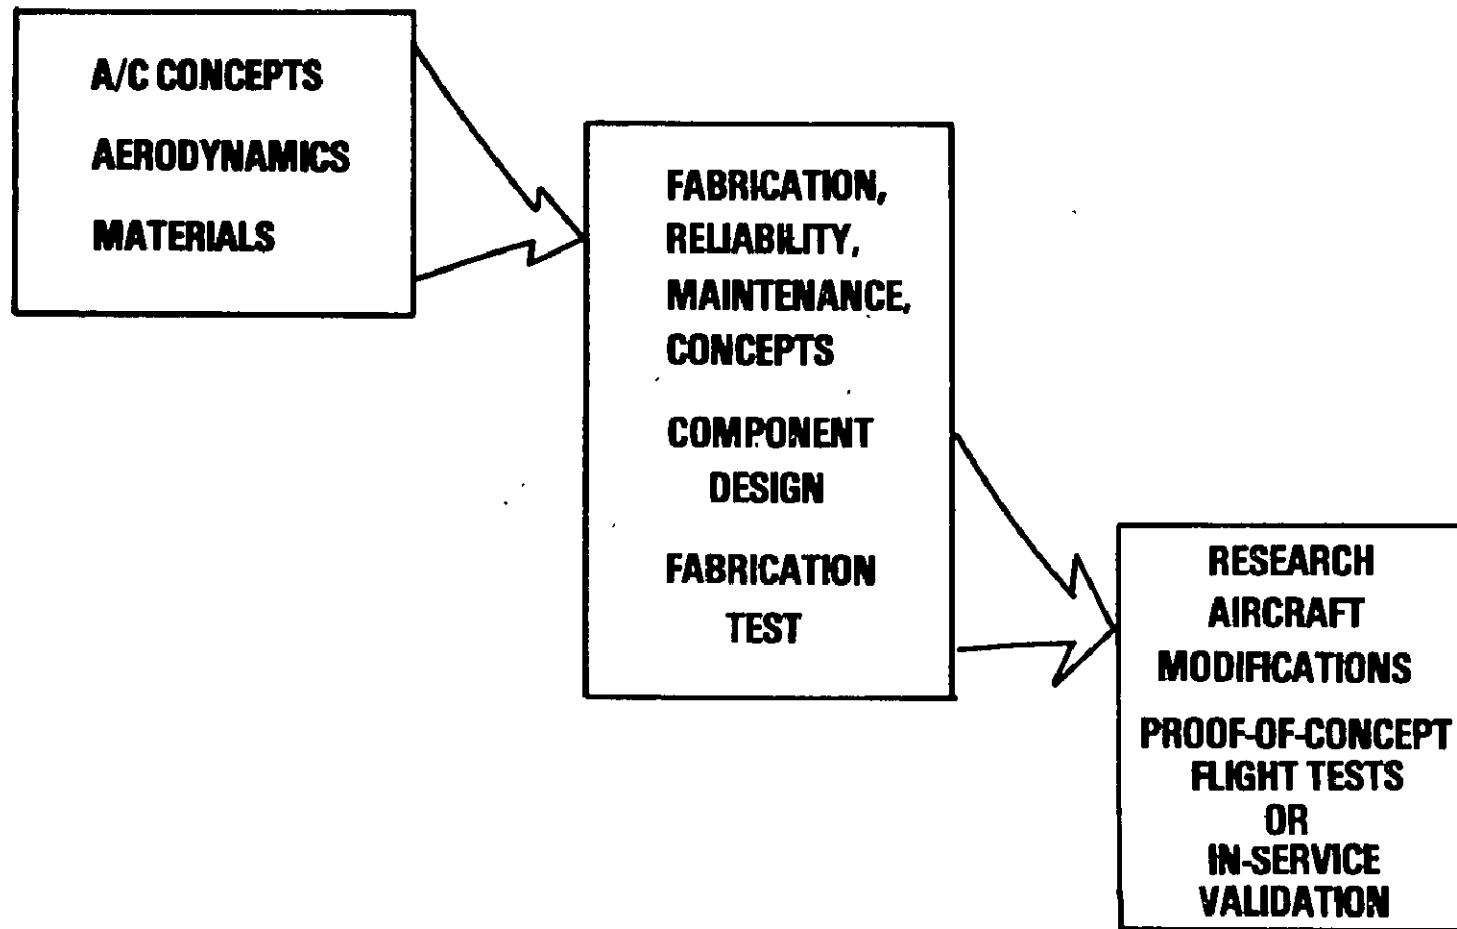 A/C CONCEPTS
AERODYNAMICS
MATERIALS
FABRICATION,
RELIABILITY,
MAINTENANCE,
CONCEPTS
COMPONENT
DESIGN
FABRICATION
TEST
RESEARCH
AIRCRAFT
MODIFICATIONS
PROOF-OF-CONCEPT
FLIGHT TESTS
OR
IN-SERVICE
VALIDATION